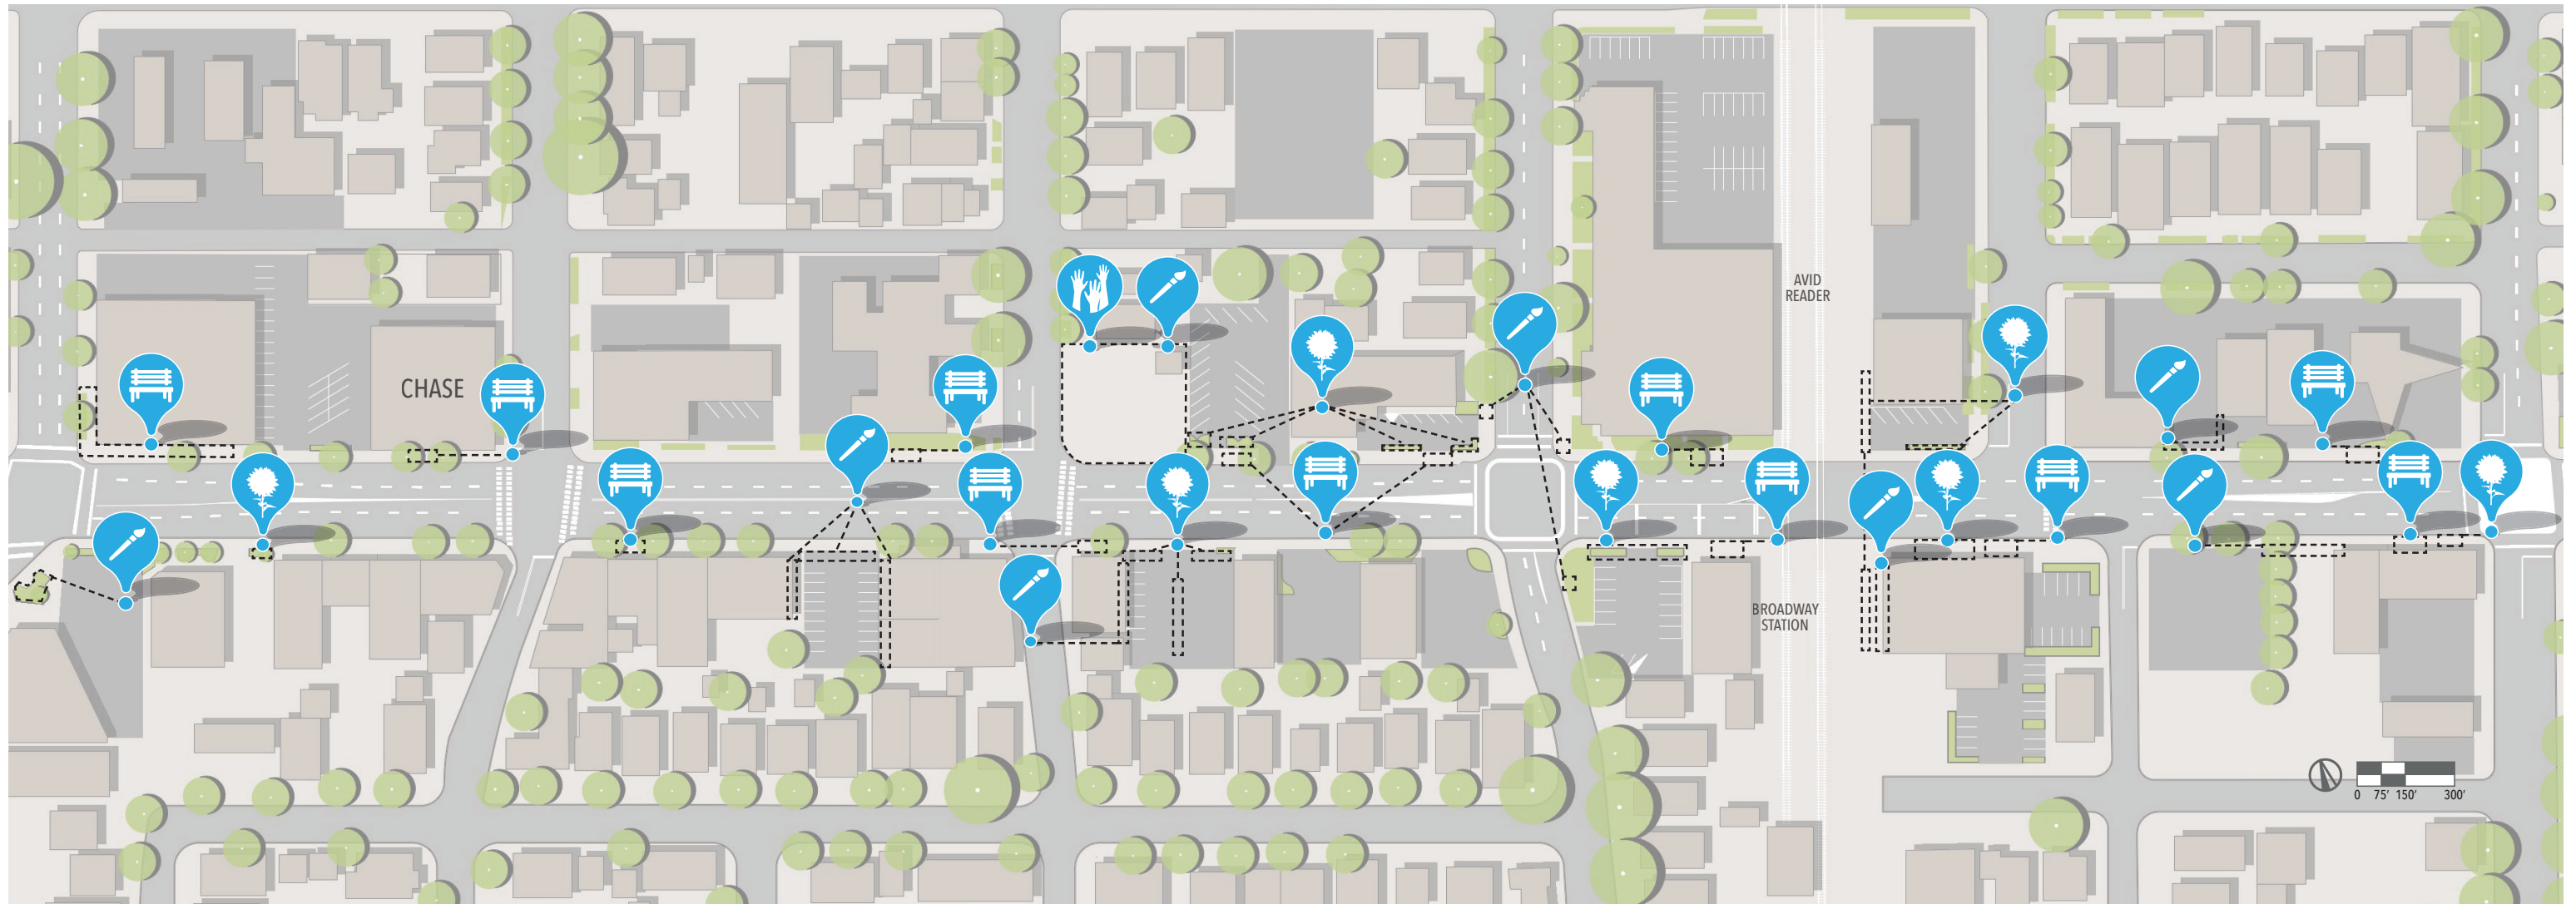 AVID
READER
CHASE
BROADWAY
STATION
0 75' 150' 300'